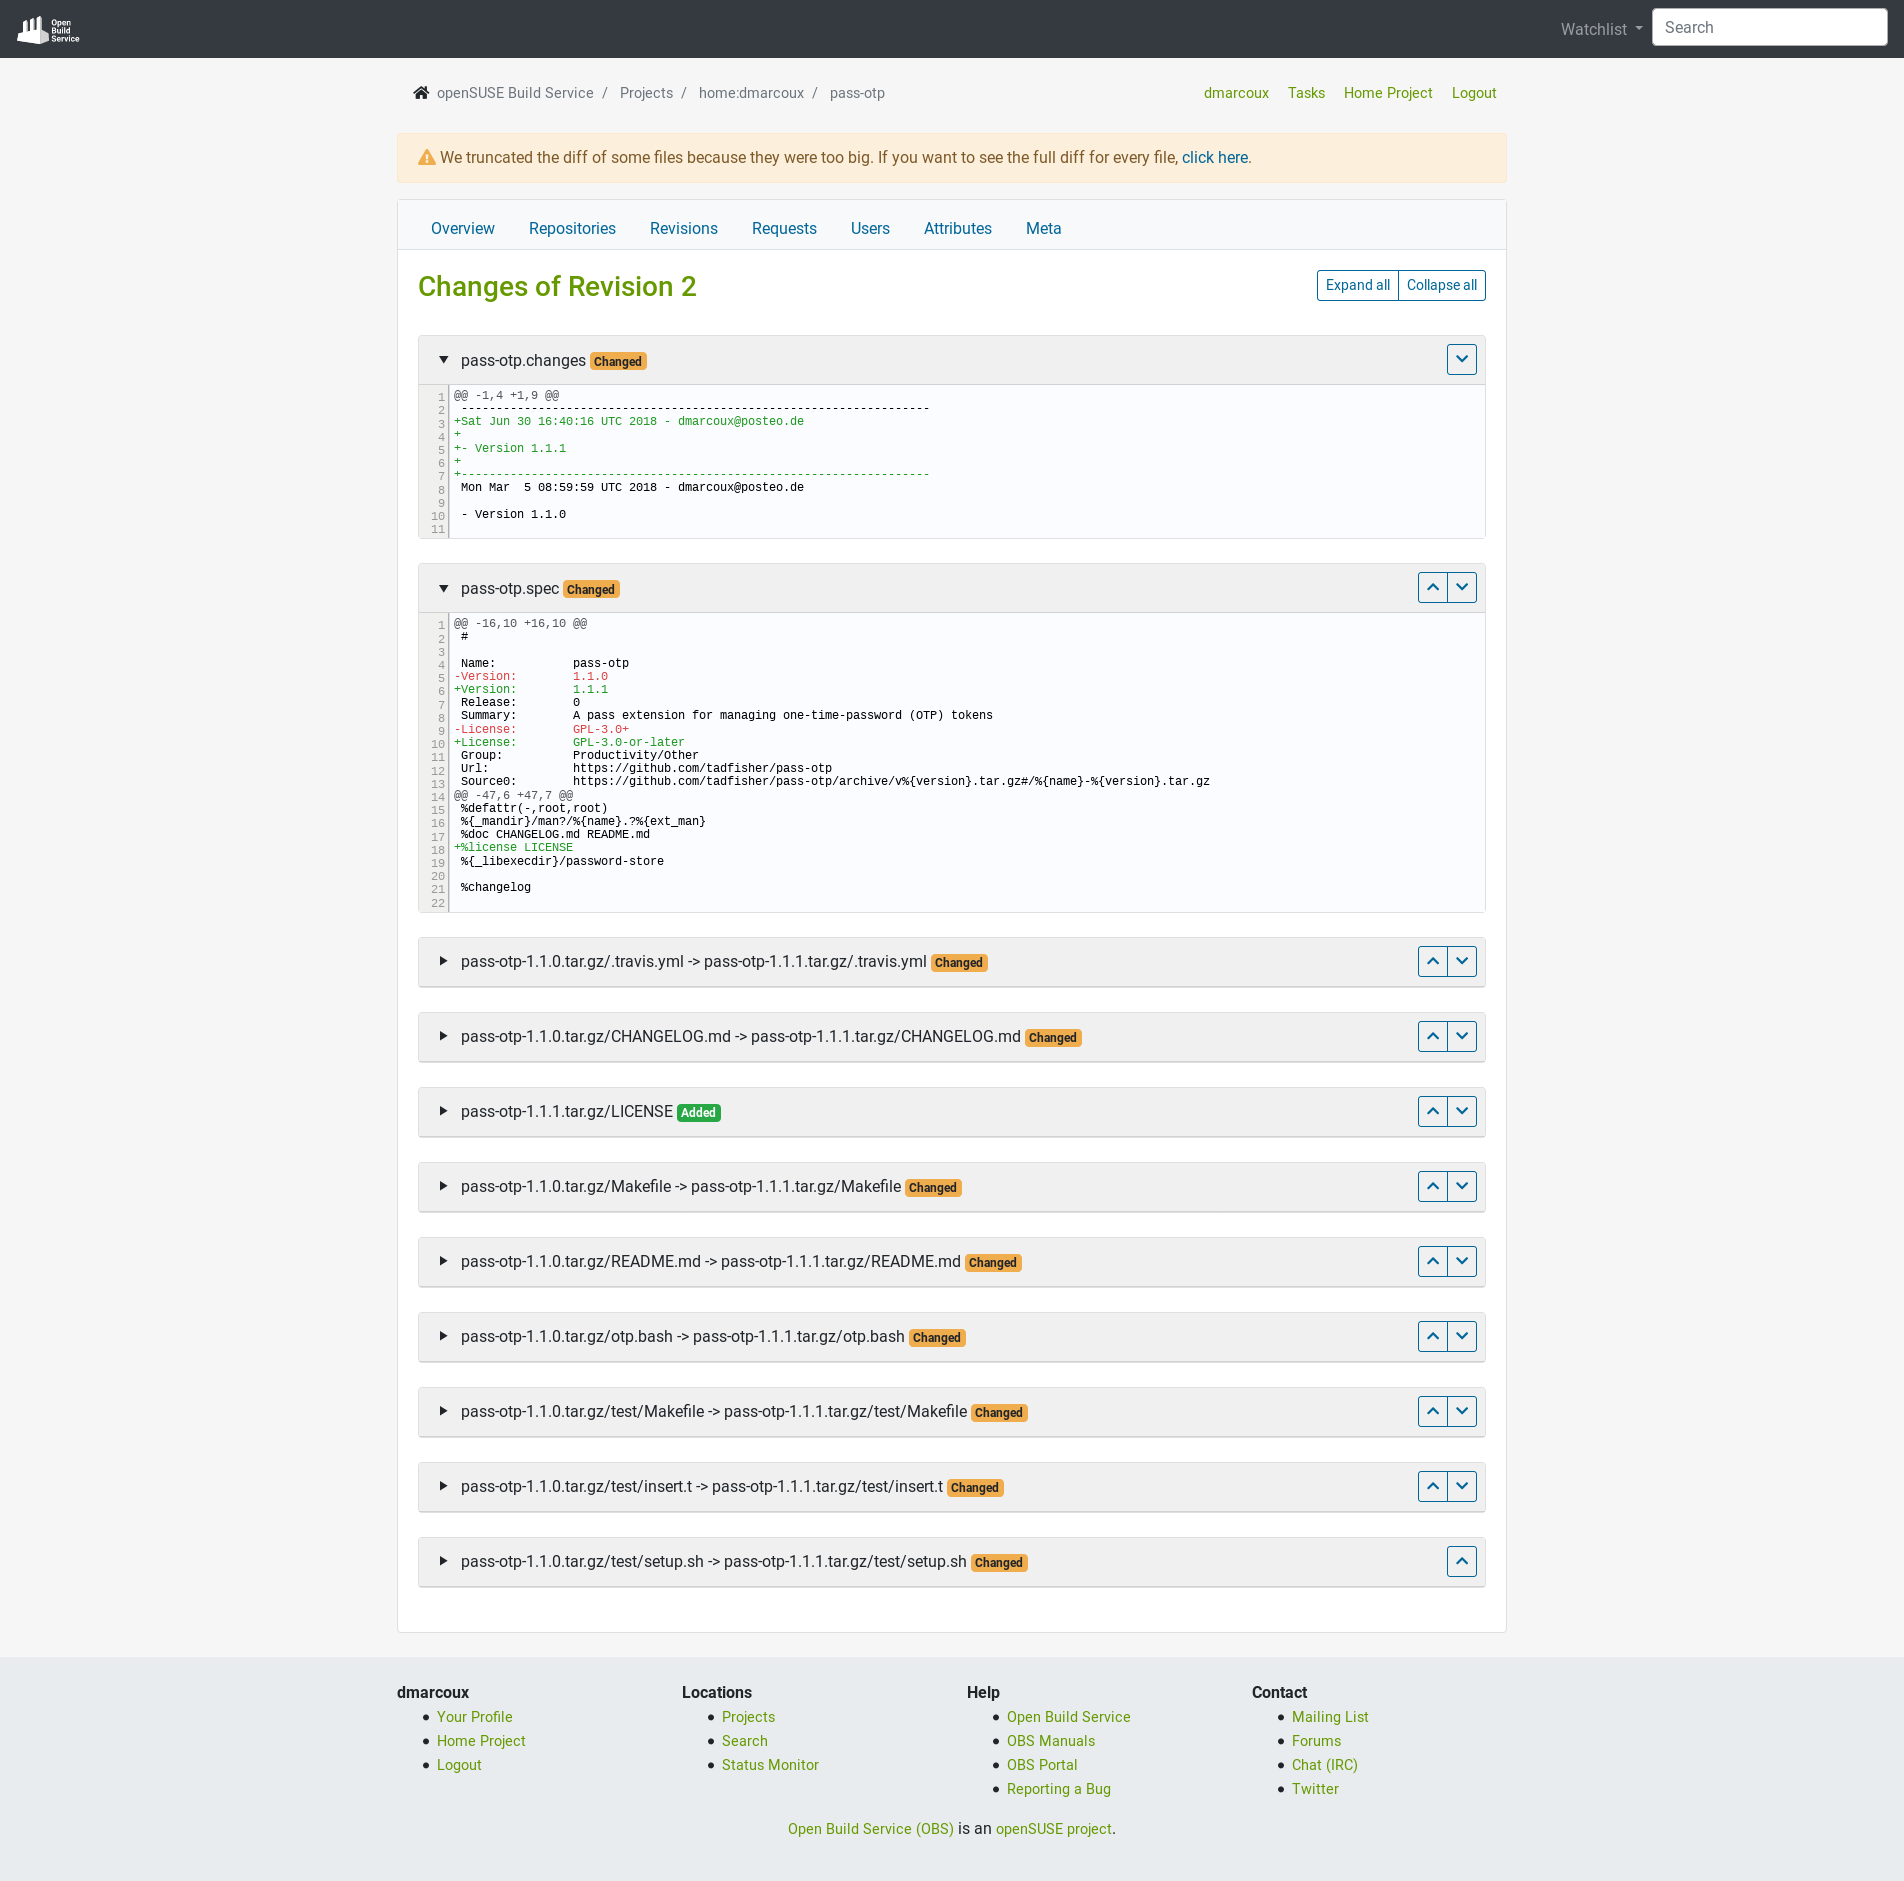 Open Build Service
Watchlist
Search
openSUSE Build Service / Projects / home:dmarcoux / pass-otp
dmarcoux Tasks Home Project Logout
We truncated the diff of some files because they were too big. If you want to see the full diff for every file, click here.
Overview Repositories Revisions Requests Users Attributes Meta
Changes of Revision 2
Expand all Collapse all
pass-otp.changes Changed
1 @@ -1,4 +1,9 @@
2  -------------------------------------------------------------------
3 +Sat Jun 30 16:40:16 UTC 2018 - dmarcoux@posteo.de
4 +
5 +- Version 1.1.1
6 +
7 +-------------------------------------------------------------------
8  Mon Mar  5 08:59:59 UTC 2018 - dmarcoux@posteo.de
9
10  - Version 1.1.0
11
pass-otp.spec Changed
1 @@ -16,10 +16,10 @@
2  #
3
4  Name:           pass-otp
5 -Version:        1.1.0
6 +Version:        1.1.1
7  Release:        0
8  Summary:        A pass extension for managing one-time-password (OTP) tokens
9 -License:        GPL-3.0+
10 +License:        GPL-3.0-or-later
11  Group:          Productivity/Other
12  Url:            https://github.com/tadfisher/pass-otp
13  Source0:        https://github.com/tadfisher/pass-otp/archive/v%{version}.tar.gz#/%{name}-%{version}.tar.gz
14 @@ -47,6 +47,7 @@
15  %defattr(-,root,root)
16  %{_mandir}/man?/%{name}.?%{ext_man}
17  %doc CHANGELOG.md README.md
18 +%license LICENSE
19  %{_libexecdir}/password-store
20
21  %changelog
22
pass-otp-1.1.0.tar.gz/.travis.yml -> pass-otp-1.1.1.tar.gz/.travis.yml Changed
pass-otp-1.1.0.tar.gz/CHANGELOG.md -> pass-otp-1.1.1.tar.gz/CHANGELOG.md Changed
pass-otp-1.1.1.tar.gz/LICENSE Added
pass-otp-1.1.0.tar.gz/Makefile -> pass-otp-1.1.1.tar.gz/Makefile Changed
pass-otp-1.1.0.tar.gz/README.md -> pass-otp-1.1.1.tar.gz/README.md Changed
pass-otp-1.1.0.tar.gz/otp.bash -> pass-otp-1.1.1.tar.gz/otp.bash Changed
pass-otp-1.1.0.tar.gz/test/Makefile -> pass-otp-1.1.1.tar.gz/test/Makefile Changed
pass-otp-1.1.0.tar.gz/test/insert.t -> pass-otp-1.1.1.tar.gz/test/insert.t Changed
pass-otp-1.1.0.tar.gz/test/setup.sh -> pass-otp-1.1.1.tar.gz/test/setup.sh Changed
dmarcoux
Your Profile
Home Project
Logout
Locations
Projects
Search
Status Monitor
Help
Open Build Service
OBS Manuals
OBS Portal
Reporting a Bug
Contact
Mailing List
Forums
Chat (IRC)
Twitter
Open Build Service (OBS) is an openSUSE project.